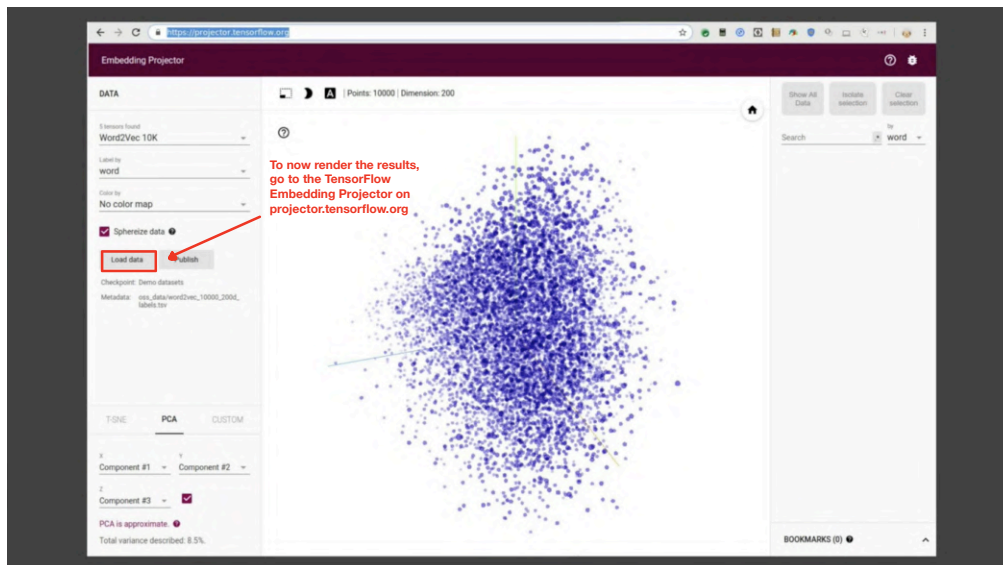 https://projector.tensorflow.org
Embedding Projector
DATA
Points: 10000 | Dimension: 200
5 tensors found
Word2Vec 10K
Label by
word
Color by
No color map
Sphereize data
Load data
Publish
Checkpoint: Demo datasets
Metadata: oss_data/word2vec_10000_200d_
labels.tsv
To now render the results,
go to the TensorFlow
Embedding Projector on
projector.tensorflow.org
Show All
Data
Isolate
selection
Clear
selection
Search
by
word
T-SNE
PCA
CUSTOM
X
Component #1
Y
Component #2
Z
Component #3
PCA is approximate.
Total variance described: 8.5%.
BOOKMARKS (0)